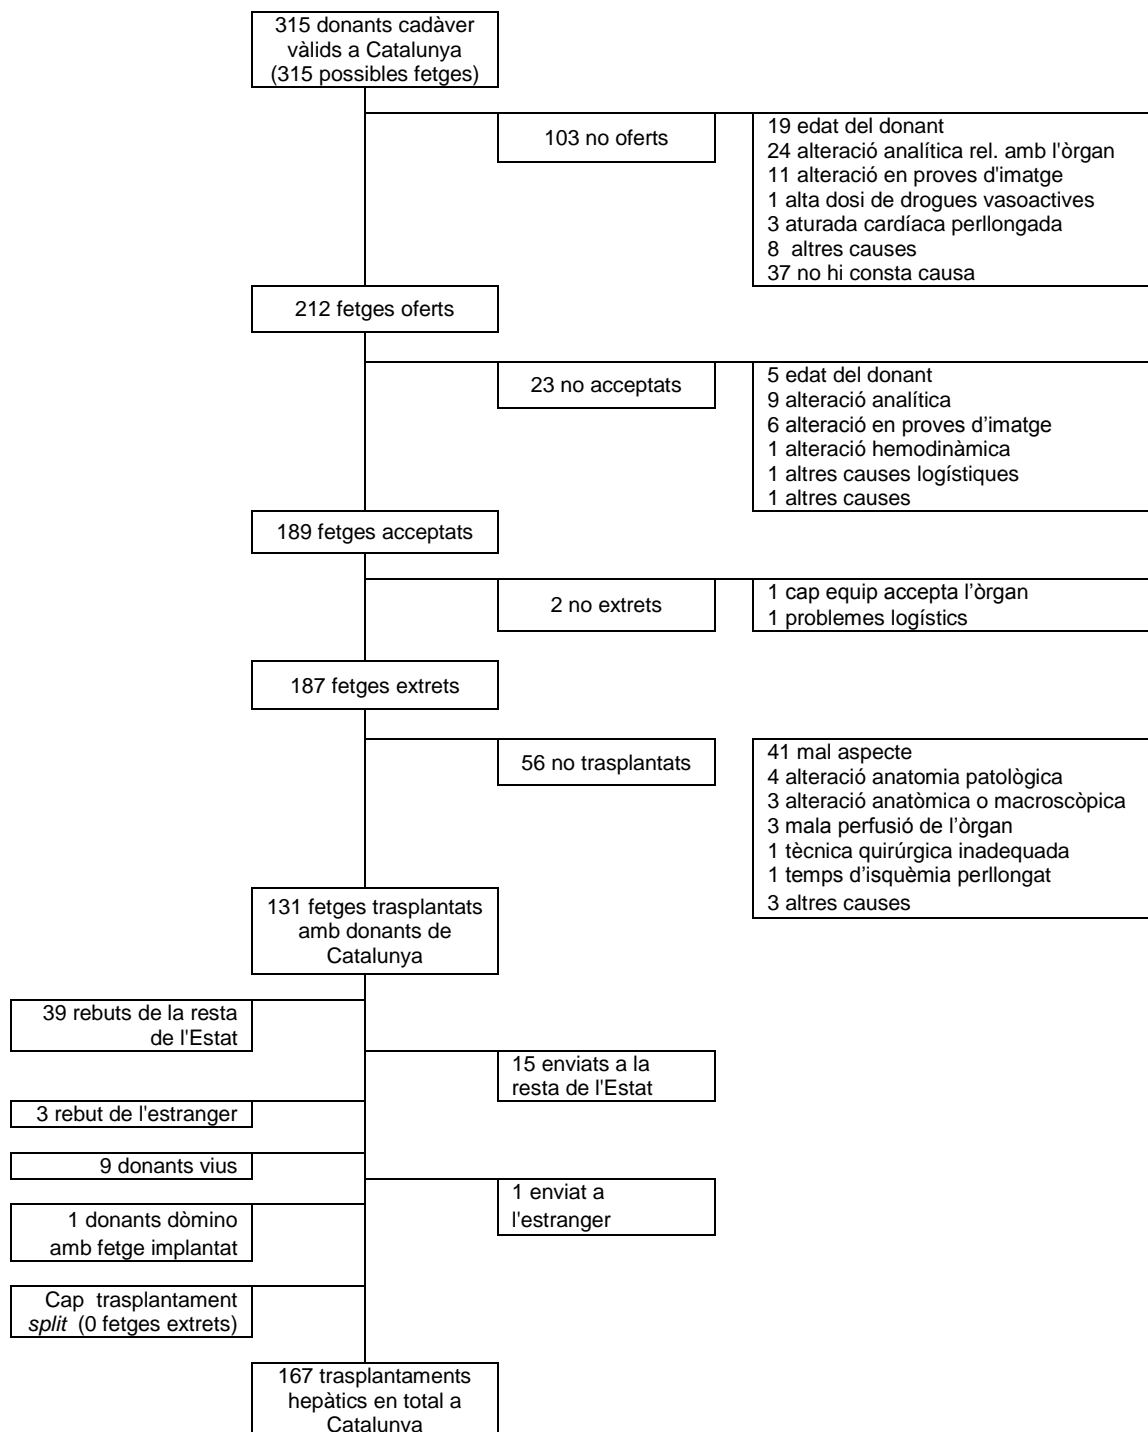 315 donants cadàver
vàlids a Catalunya
(315 possibles fetges)
103 no oferts
19 edat del donant
24 alteració analítica rel. amb l'òrgan
11 alteració en proves d'imatge
1 alta dosi de drogues vasoactives
3 aturada cardíaca perllongada
8 altres causes
37 no hi consta causa
212 fetges oferts
23 no acceptats
5 edat del donant
9 alteració analítica
6 alteració en proves d’imatge
1 alteració hemodinàmica
1 altres causes logístiques
1 altres causes
189 fetges acceptats
2 no extrets
1 cap equip accepta l’òrgan
1 problemes logístics
187 fetges extrets
56 no trasplantats
41 mal aspecte
4 alteració anatomia patològica
3 alteració anatòmica o macroscòpica
3 mala perfusió de l’òrgan
1 tècnica quirúrgica inadequada
1 temps d’isquèmia perllongat
3 altres causes
131 fetges trasplantats
amb donants de
Catalunya
39 rebuts de la resta
de l'Estat
15 enviats a la
resta de l'Estat
3 rebut de l'estranger
9 donants vius
1 enviat a
l'estranger
1 donants dòmino
amb fetge implantat
Cap trasplantament
split (0 fetges extrets)
167 trasplantaments
hepàtics en total a
Catalunya